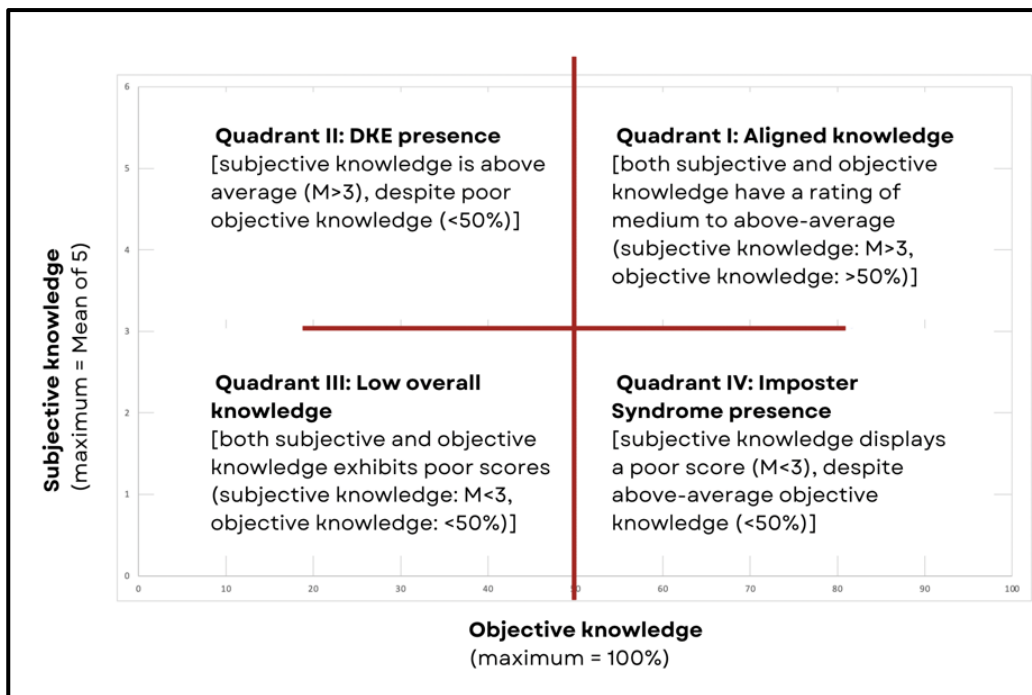 Quadrant II: DKE presence
[subjective knowledge is above
average (M>3), despite poor
objective knowledge (<50%)]
Quadrant I: Aligned knowledge
[both subjective and objective
knowledge have a rating of
medium to above-average
(subjective knowledge: M>3,
objective knowledge: >50%)]
Quadrant III: Low overall
knowledge
[both subjective and objective
knowledge exhibits poor scores
(subjective knowledge: M<3,
objective knowledge: <50%)]
Quadrant IV: Imposter
Syndrome presence
[subjective knowledge displays
a poor score (M<3), despite
above-average objective
knowledge (<50%)]
Subjective knowledge
(maximum = Mean of 5)
6
5
4
3
2
1
0
0 10 20 30 40 50 60 70 80 90 100
Objective knowledge
(maximum = 100%)